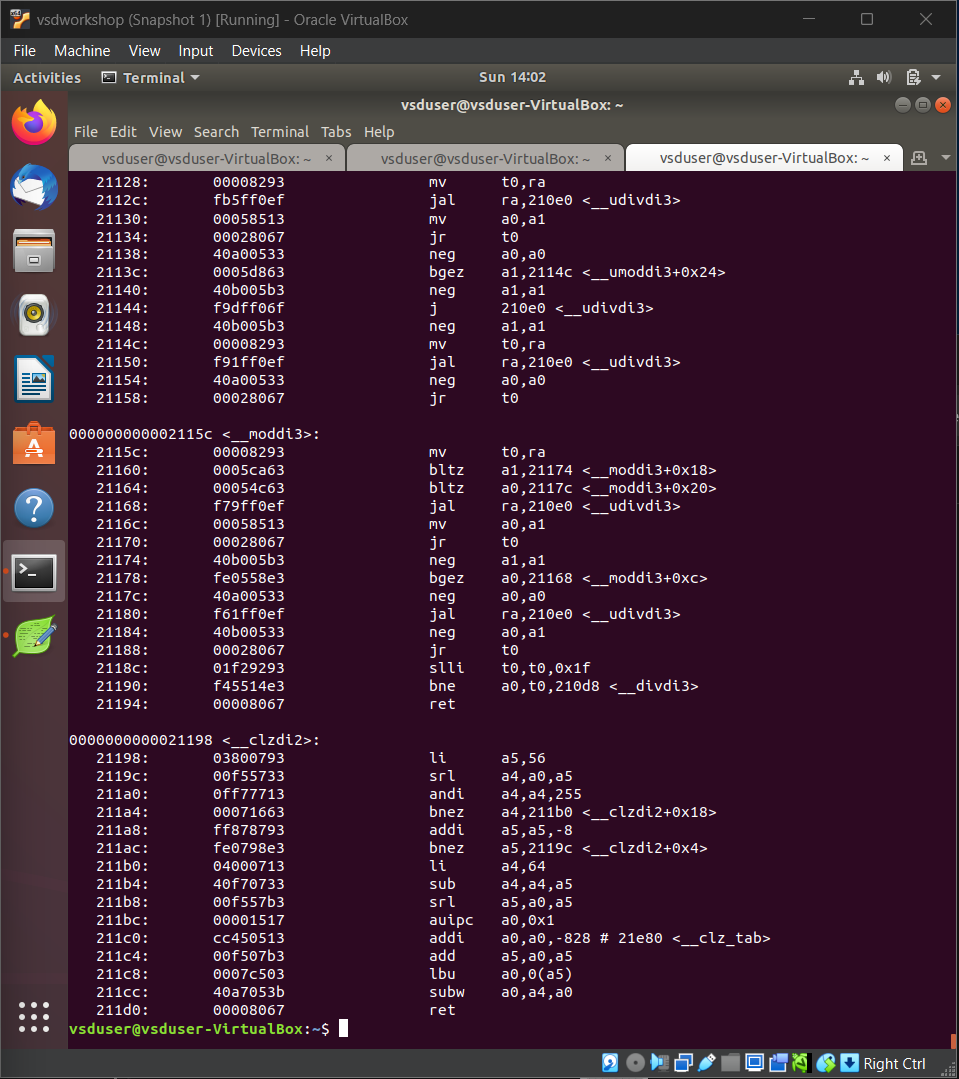 vsdworkshop (Snapshot 1) [Running] - Oracle VirtualBox
File Machine View Input Devices Help
Activities Terminal Sun 14:02
vsduser@vsduser-VirtualBox: ~
File Edit View Search Terminal Tabs Help
vsduser@vsduser-VirtualBox: ~ × vsduser@vsduser-VirtualBox: ~ × vsduser@vsduser-VirtualBox: ~ ×
21128: 00008293 mv t0,ra
2112c: fb5ff0ef jal ra,210e0 <__udivdi3>
21130: 00058513 mv a0,a1
21134: 00028067 jr t0
21138: 40a00533 neg a0,a0
2113c: 0005d863 bgez a1,2114c <__umoddi3+0x24>
21140: 40b005b3 neg a1,a1
21144: f9dff06f j 210e0 <__udivdi3>
21148: 40b005b3 neg a1,a1
2114c: 00008293 mv t0,ra
21150: f91ff0ef jal ra,210e0 <__udivdi3>
21154: 40a00533 neg a0,a0
21158: 00028067 jr t0
000000000002115c <__moddi3>:
2115c: 00008293 mv t0,ra
21160: 0005ca63 bltz a1,21174 <__moddi3+0x18>
21164: 00054c63 bltz a0,2117c <__moddi3+0x20>
21168: f79ff0ef jal ra,210e0 <__udivdi3>
2116c: 00058513 mv a0,a1
21170: 00028067 jr t0
21174: 40b005b3 neg a1,a1
21178: fe0558e3 bgez a0,21168 <__moddi3+0xc>
2117c: 40a00533 neg a0,a0
21180: f61ff0ef jal ra,210e0 <__udivdi3>
21184: 40b00533 neg a0,a1
21188: 00028067 jr t0
2118c: 01f29293 slli t0,t0,0x1f
21190: f45514e3 bne a0,t0,210d8 <__divdi3>
21194: 00008067 ret
0000000000021198 <__clzdi2>:
21198: 03800793 li a5,56
2119c: 00f55733 srl a4,a0,a5
211a0: 0ff77713 andi a4,a4,255
211a4: 00071663 bnez a4,211b0 <__clzdi2+0x18>
211a8: ff878793 addi a5,a5,-8
211ac: fe0798e3 bnez a5,2119c <__clzdi2+0x4>
211b0: 04000713 li a4,64
211b4: 40f70733 sub a4,a4,a5
211b8: 00f557b3 srl a5,a0,a5
211bc: 00001517 auipc a0,0x1
211c0: cc450513 addi a0,a0,-828 # 21e80 <__clz_tab>
211c4: 00f507b3 add a5,a0,a5
211c8: 0007c503 lbu a0,0(a5)
211cc: 40a7053b subw a0,a4,a0
211d0: 00008067 ret
vsduser@vsduser-VirtualBox:~$
Right Ctrl